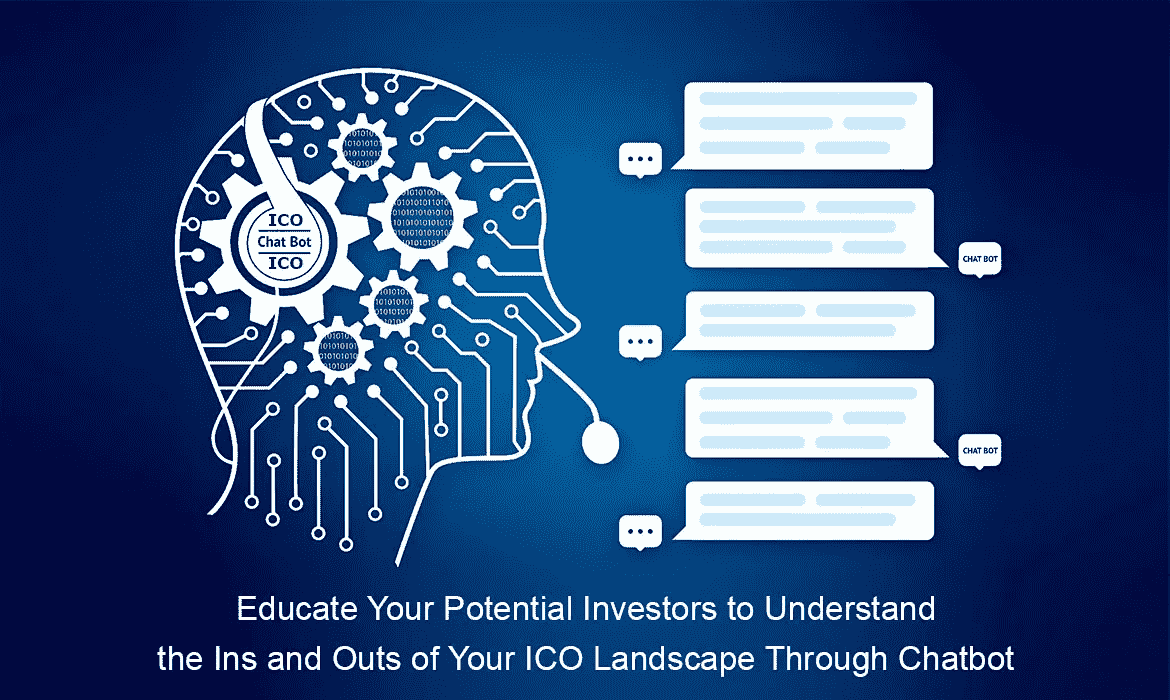 ICO
Chat Bot
ICO
CHAT BOT
CHAT BOT
Educate Your Potential Investors to Understand
the Ins and Outs of Your ICO Landscape Through Chatbot